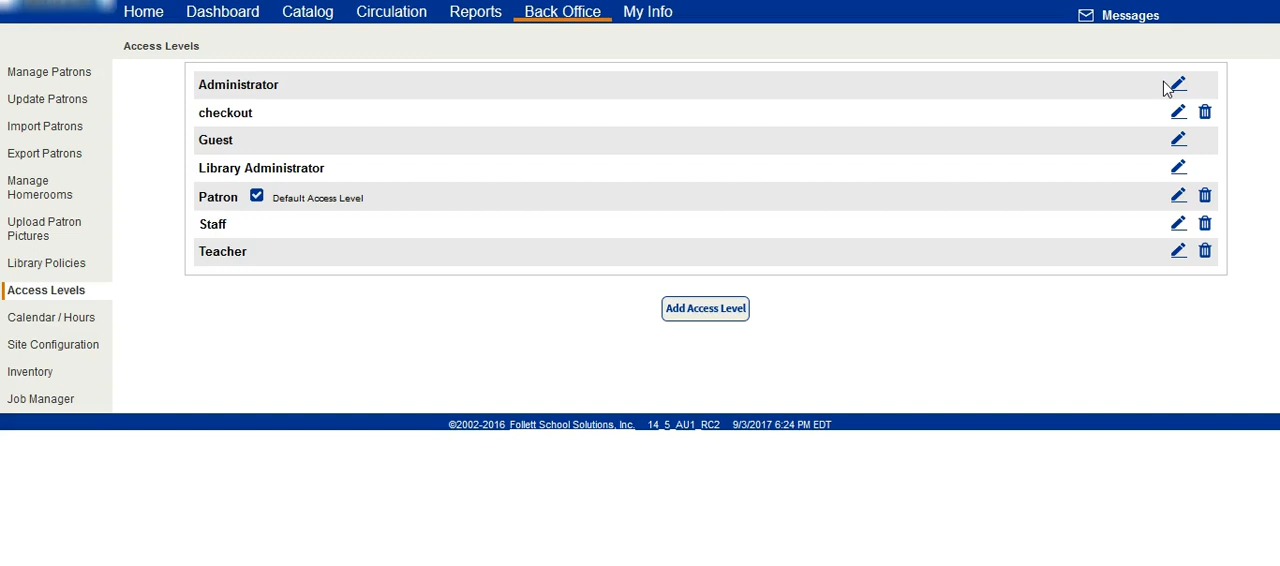 Home Dashboard Catalog Circulation Reports Back Office My Info Messages
Access Levels
Manage Patrons
Update Patrons
Import Patrons
Export Patrons
Manage
Homerooms
Upload Patron
Pictures
Library Policies
Access Levels
Calendar / Hours
Site Configuration
Inventory
Job Manager
Administrator
checkout
Guest
Library Administrator
Patron Default Access Level
Staff
Teacher
Add Access Level
©2002-2016 Follett School Solutions, Inc. 14_5_AU1_RC2 9/3/2017 6:24 PM EDT